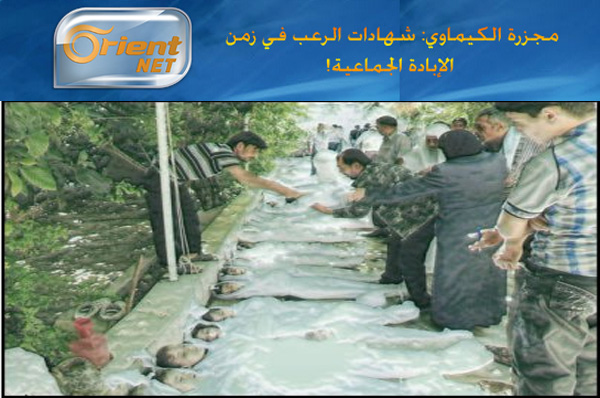 Orient
NET
مجزرة الكيماوي: شهادات الرعب في زمن
الإبادة الجماعية!